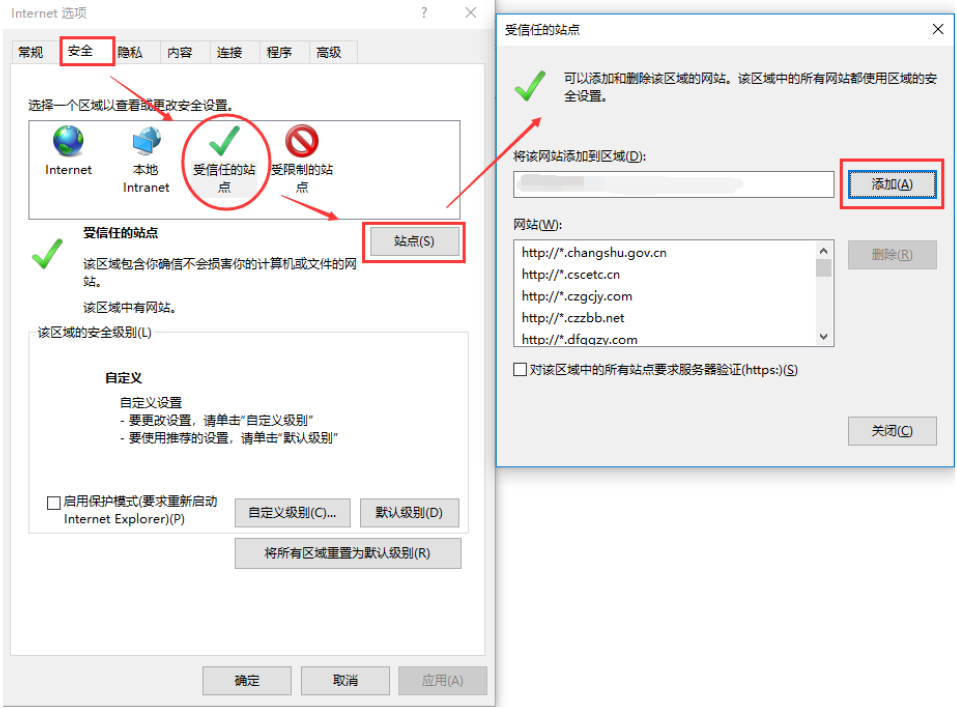 Internet 选项
?
常规
安全
隐私
内容
连接
程序
高级
选择一个区域以查看或更改安全设置。
Internet
本地
Intranet
受信任的站
点
受限制的站
点
受信任的站点
站点(S)
该区域包含你确信不会损害你的计算机或文件的网
站。
该区域中有网站。
该区域的安全级别(L)
自定义
自定义设置
- 要更改设置，请单击“自定义级别”
- 要使用推荐的设置，请单击“默认级别”
启用保护模式(要求重新启动
Internet Explorer)(P)
自定义级别(C)...
默认级别(D)
将所有区域重置为默认级别(R)
确定
取消
应用(A)
受信任的站点
可以添加和删除该区域的网站。该区域中的所有网站都使用区域的安
全设置。
将该网站添加到区域(D):
添加(A)
网站(W):
http://*.changshu.gov.cn
http://*.cscetc.cn
http://*.czgcjy.com
http://*.czzbb.net
http://*.dfggzy.com
删除(R)
对该区域中的所有站点要求服务器验证(https:)(S)
关闭(C)